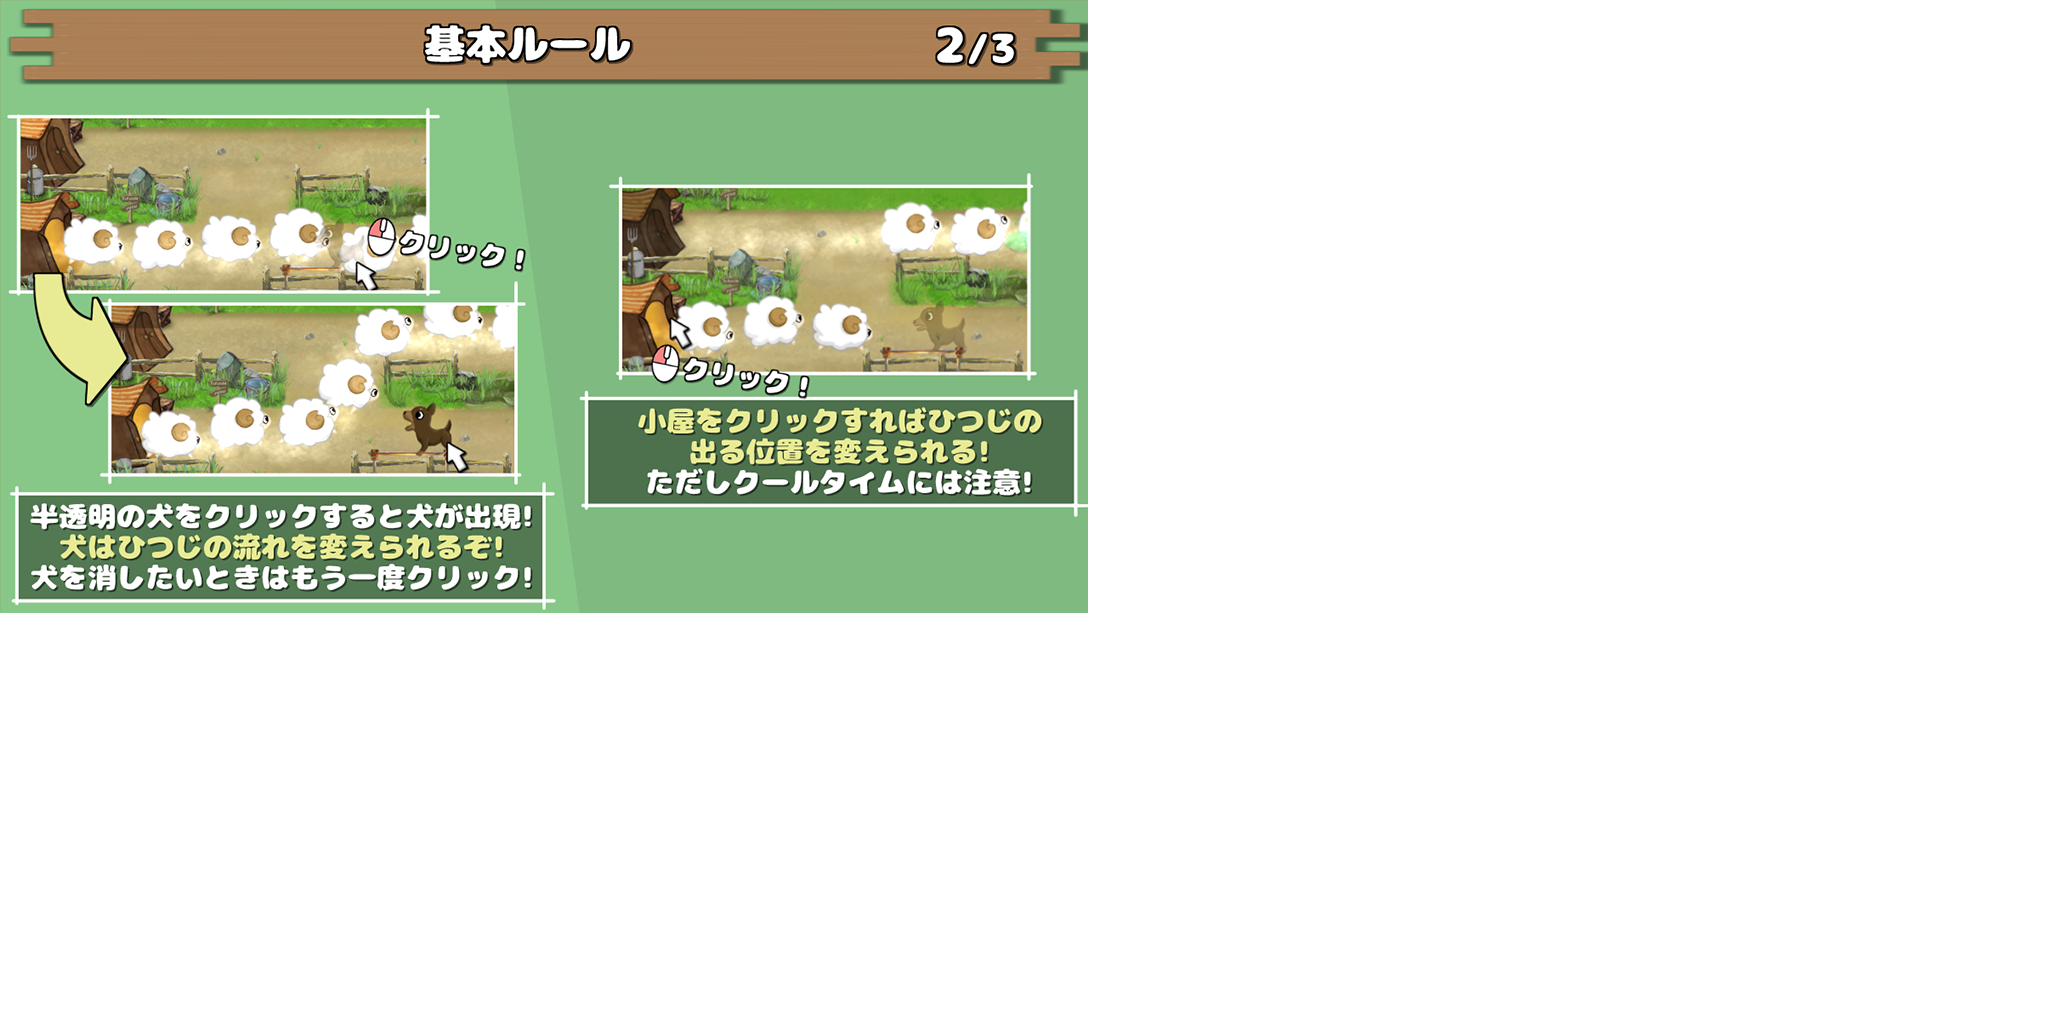 基本ルール
2/3
クリック!
半透明の犬をクリックすると犬が出現!
犬はひつじの流れを変えられるぞ!
犬を消したいときはもう一度クリック!
クリック!
小屋をクリックすればひつじの
出る位置を変えられる!
ただしクールタイムには注意!